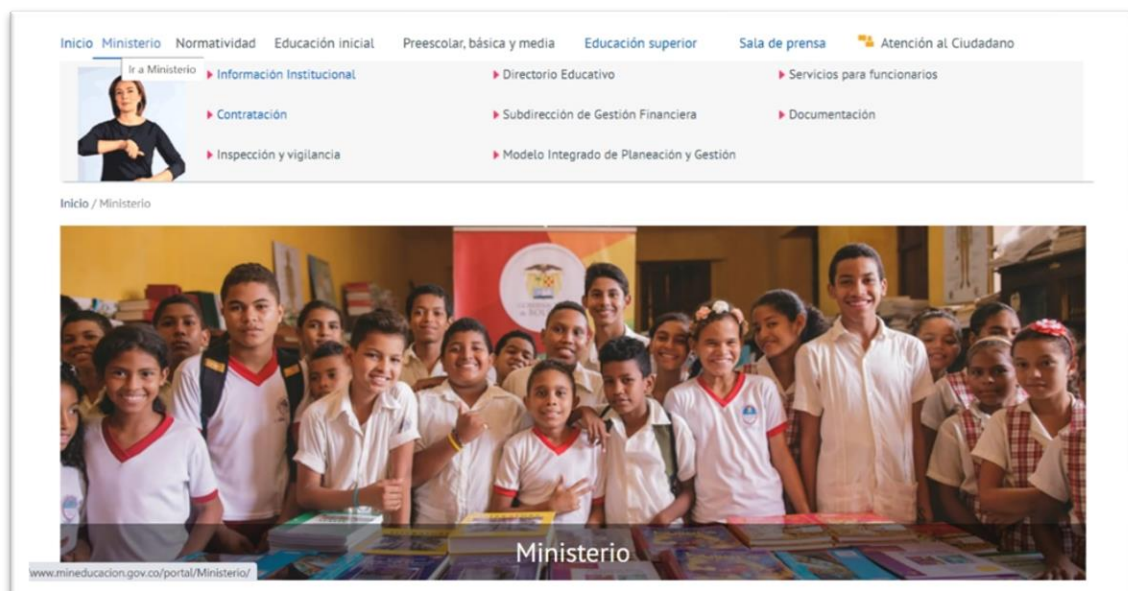 Inicio Ministerio Normatividad Educación inicial Preescolar, básica y media Educación superior Sala de prensa Atención al Ciudadano
Ir a Ministerio
Información Institucional Directorio Educativo Servicios para funcionarios
Contratación Subdirección de Gestión Financiera Documentación
Inspección y vigilancia Modelo Integrado de Planeación y Gestión
Inicio / Ministerio
Ministerio
www.mineducacion.gov.co/portal/Ministerio/